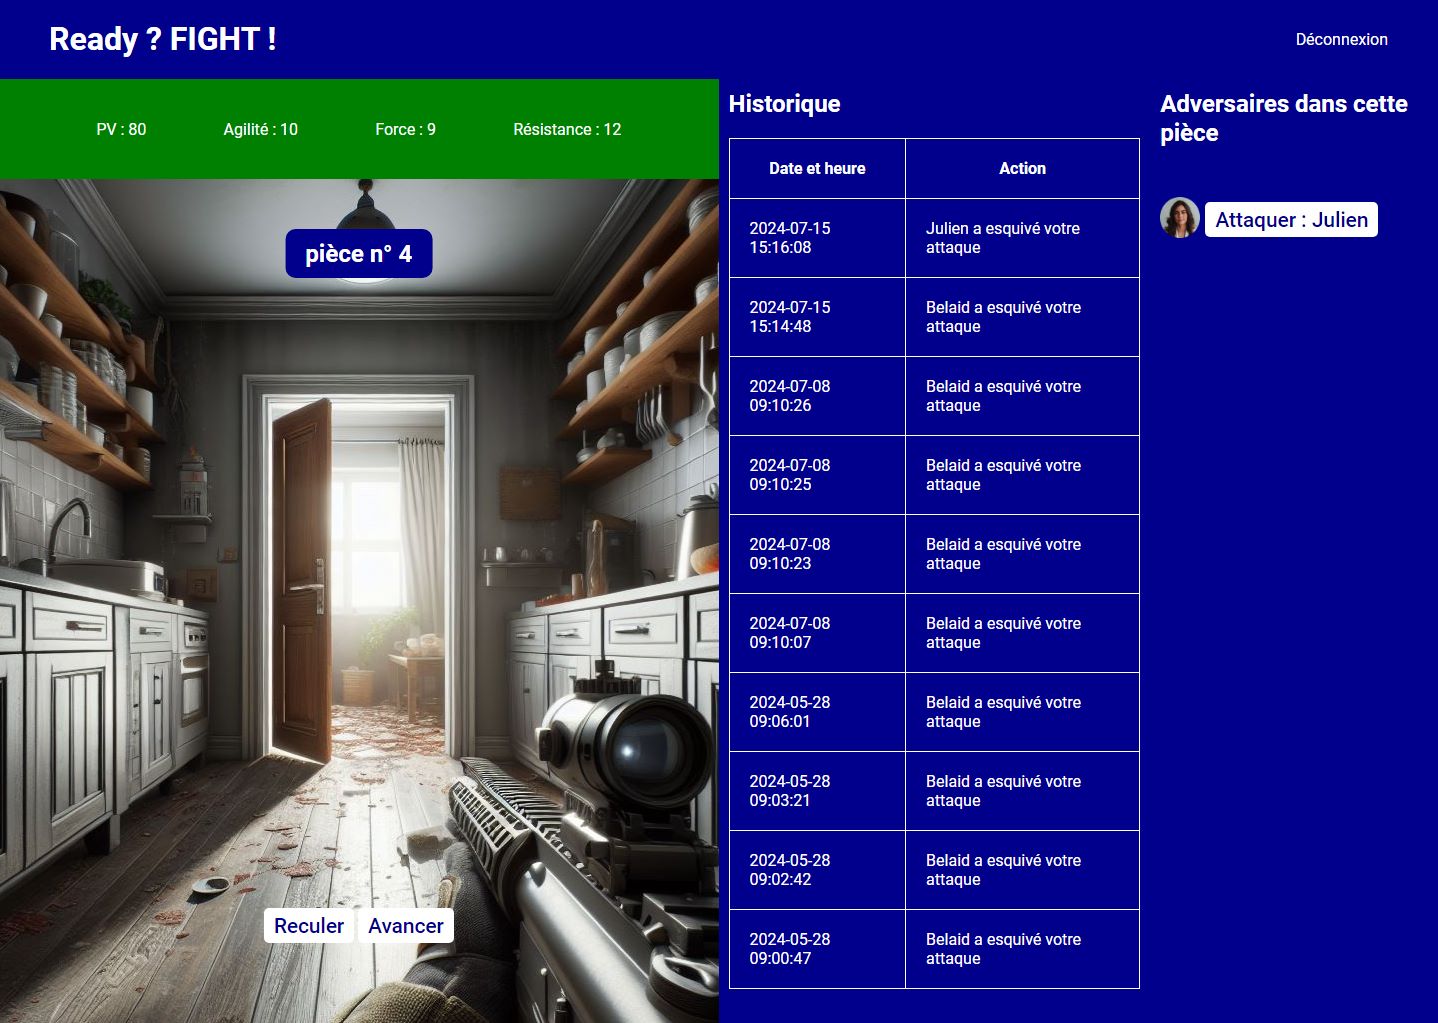 Ready ? FIGHT !
Déconnexion
PV : 80
Agilité : 10
Force : 9
Résistance : 12
pièce n° 4
Reculer
Avancer
Historique
Date et heure
Action
2024-07-15
15:16:08
Julien a esquivé votre
attaque
2024-07-15
15:14:48
Belaid a esquivé votre
attaque
2024-07-08
09:10:26
Belaid a esquivé votre
attaque
2024-07-08
09:10:25
Belaid a esquivé votre
attaque
2024-07-08
09:10:23
Belaid a esquivé votre
attaque
2024-07-08
09:10:07
Belaid a esquivé votre
attaque
2024-05-28
09:06:01
Belaid a esquivé votre
attaque
2024-05-28
09:03:21
Belaid a esquivé votre
attaque
2024-05-28
09:02:42
Belaid a esquivé votre
attaque
2024-05-28
09:00:47
Belaid a esquivé votre
attaque
Adversaires dans cette
pièce
Attaquer : Julien